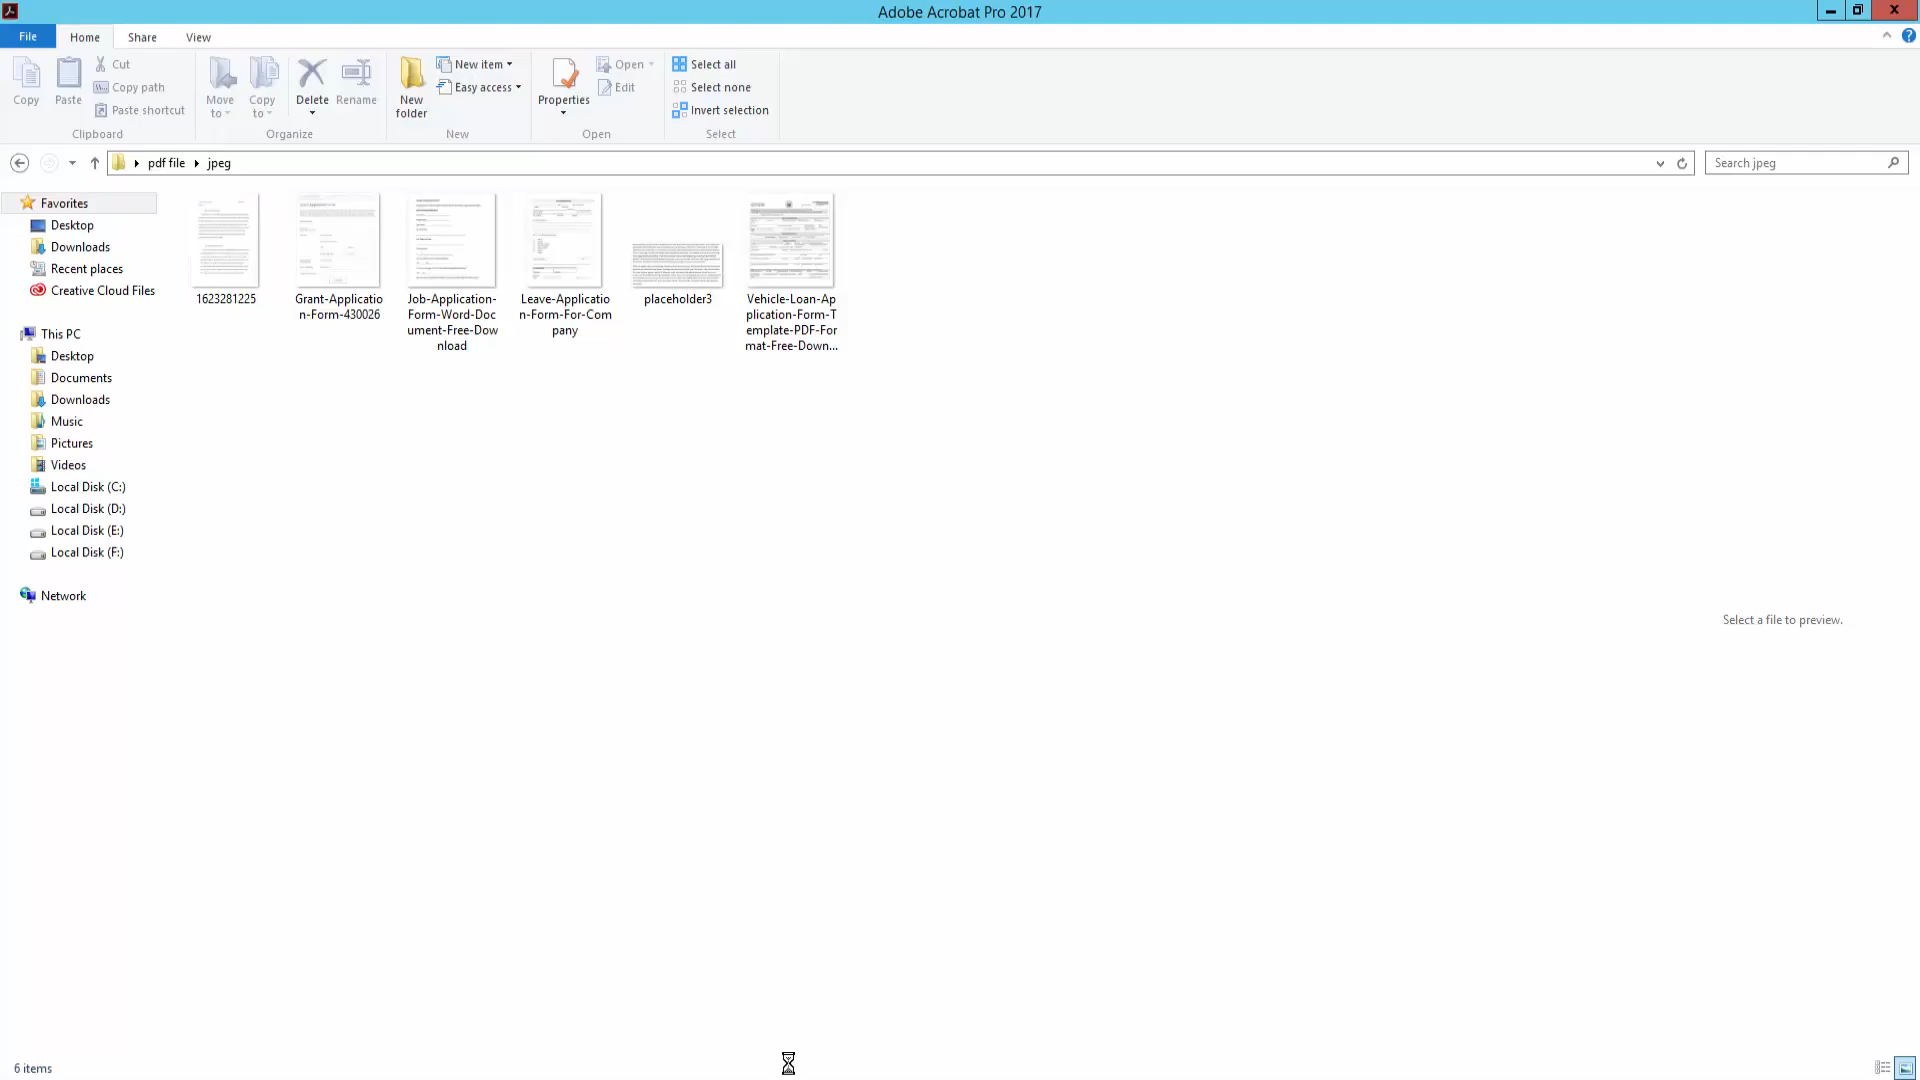 Adobe Acrobat Pro 2017
File Home Share View
Copy
Paste
Cut
Copy path
Paste shortcut
Clipboard
Move to
Copy to
Delete
Rename
Organize
New folder
New item
Easy access
New
Properties
Open
Edit
Open
Select all
Select none
Invert selection
Select
pdf file jpeg
Search jpeg
Favorites
Desktop
Downloads
Recent places
Creative Cloud Files
This PC
Desktop
Documents
Downloads
Music
Pictures
Videos
Local Disk (C:)
Local Disk (D:)
Local Disk (E:)
Local Disk (F:)
Network
1623281225
Grant-Applicatio
n-Form-430026
Job-Application-
Form-Word-Doc
ument-Free-Dow
nload
Leave-Applicatio
n-Form-For-Com
pany
placeholder3
Vehicle-Loan-Ap
plication-Form-T
emplate-PDF-For
mat-Free-Down...
Select a file to preview.
6 items